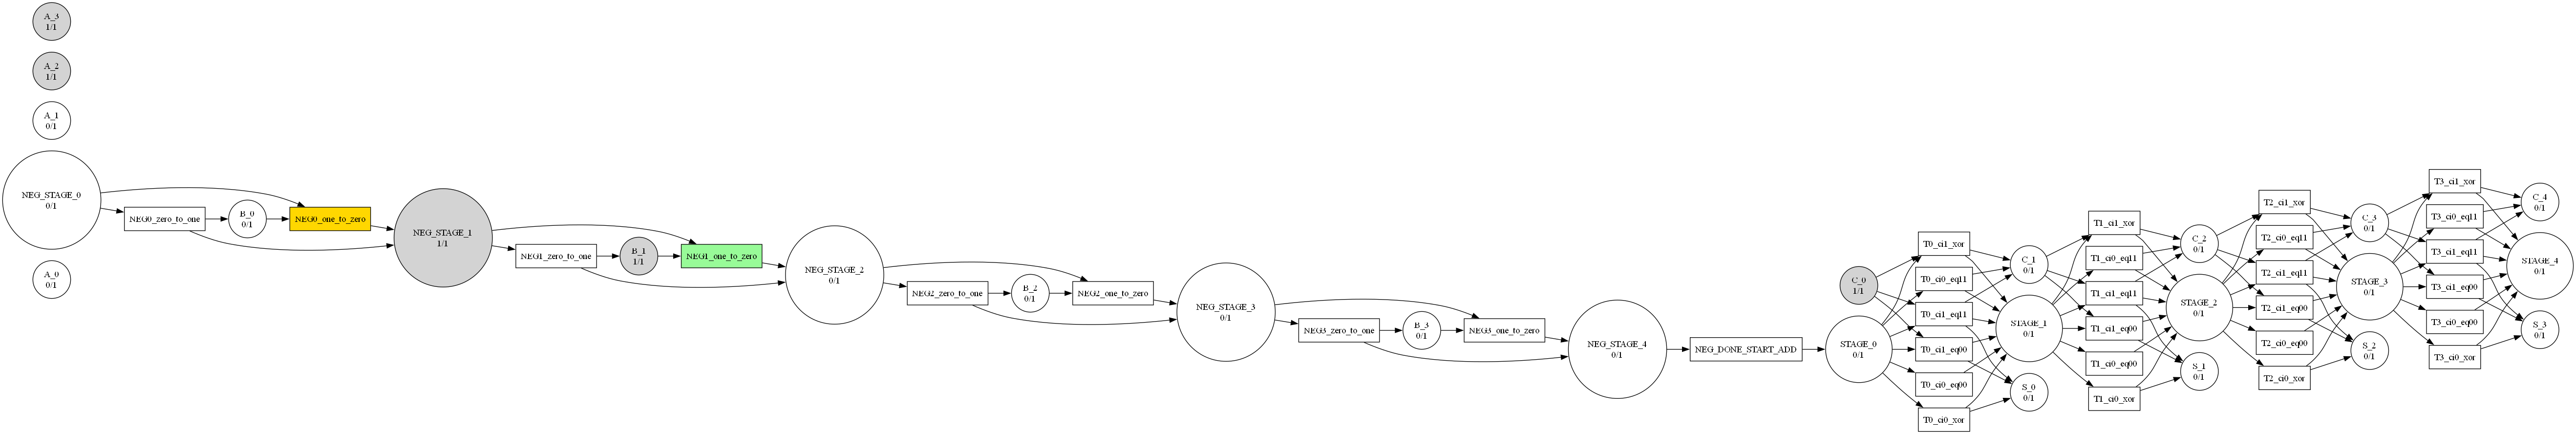 A_3
1/1
A_2
1/1
A_1
0/1
NEG_STAGE_0
0/1
A_0
0/1
NEG0_zero_to_one
B_0
0/1
NEG0_one_to_zero
NEG_STAGE_1
1/1
NEG1_zero_to_one
B_1
1/1
NEG1_one_to_zero
NEG_STAGE_2
0/1
NEG2_zero_to_one
B_2
0/1
NEG2_one_to_zero
NEG_STAGE_3
0/1
NEG3_zero_to_one
B_3
0/1
NEG3_one_to_zero
NEG_STAGE_4
0/1
NEG_DONE_START_ADD
C_0
1/1
STAGE_0
0/1
T0_ci1_xor
T0_ci0_eq11
T0_ci1_eq11
T0_ci1_eq00
T0_ci0_eq00
T0_ci0_xor
C_1
0/1
STAGE_1
0/1
S_0
0/1
T1_ci1_xor
T1_ci0_eq11
T1_ci1_eq11
T1_ci1_eq00
T1_ci0_eq00
T1_ci0_xor
C_2
0/1
STAGE_2
0/1
S_1
0/1
T2_ci1_xor
T2_ci0_eq11
T2_ci1_eq11
T2_ci1_eq00
T2_ci0_eq00
T2_ci0_xor
C_3
0/1
STAGE_3
0/1
S_2
0/1
T3_ci1_xor
T3_ci0_eq11
T3_ci1_eq11
T3_ci1_eq00
T3_ci0_eq00
T3_ci0_xor
C_4
0/1
STAGE_4
0/1
S_3
0/1